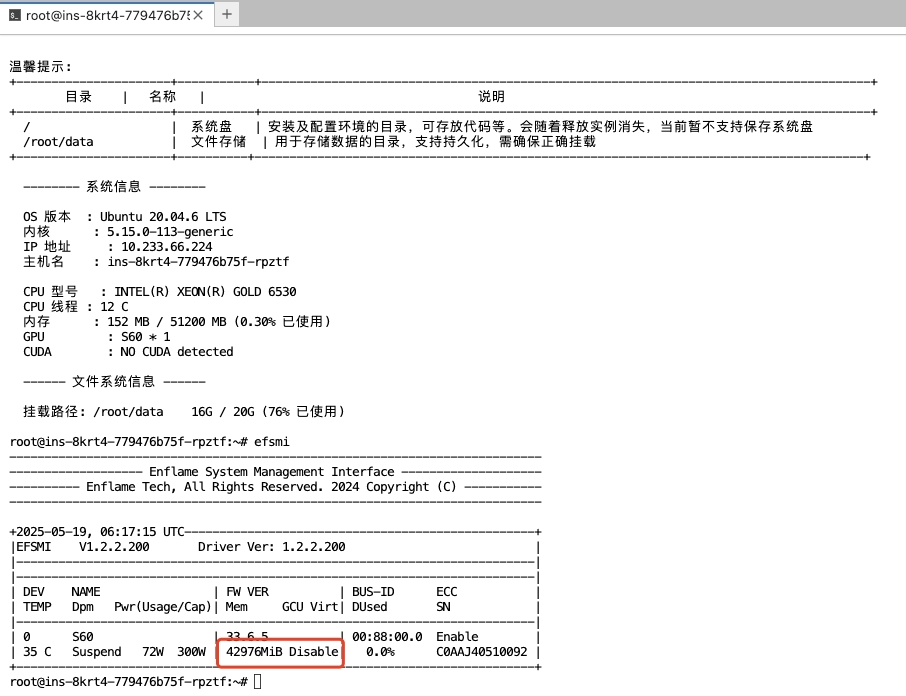 root@ins-8krt4-779476b75
温馨提示:
+----------------------+-----------+----------------------------------------------------------------------------------------+
目录 | 名称 | 说明
+----------------------+-----------+----------------------------------------------------------------------------------------+
/ | 系统盘 | 安装及配置环境的目录，可存放代码等。会随着释放实例消失，当前暂不支持保存系统盘
/root/data | 文件存储 | 用于存储数据的目录，支持持久化，需确保正确挂载
+----------------------+----------+----------------------------------------------------------------------------------------+
-------- 系统信息 --------
OS 版本 : Ubuntu 20.04.6 LTS
内核 : 5.15.0-113-generic
IP 地址 : 10.233.66.224
主机名 : ins-8krt4-779476b75f-rpztf
CPU 型号 : INTEL(R) XEON(R) GOLD 6530
CPU 线程 : 12 C
内存 : 152 MB / 51200 MB (0.30% 已使用)
GPU : S60 * 1
CUDA : NO CUDA detected
------ 文件系统信息 ------
挂载路径: /root/data 16G / 20G (76% 已使用)
root@ins-8krt4-779476b75f-rpztf:~# efsmi
----------------------------------------------------------------------------
------------------- Enflame System Management Interface --------------------
---------- Enflame Tech, All Rights Reserved. 2024 Copyright (C) -----------
----------------------------------------------------------------------------
+2025-05-19, 06:17:15 UTC--------------------------------------------------+
|EFSMI V1.2.2.200 Driver Ver: 1.2.2.200 |
|--------------------------------------------------------------------------|
|--------------------------------------------------------------------------|
| DEV NAME | FW VER | BUS-ID ECC |
| TEMP Dpm Pwr(Usage/Cap)| Mem GCU Virt| DUsed SN |
|--------------------------------------------------------------------------|
| 0 S60 | 33.6.5 | 00:88:00.0 Enable |
| 35 C Suspend 72W 300W | 42976MiB Disable| 0.0% C0AAJ40510092 |
+--------------------------------------------------------------------------+
root@ins-8krt4-779476b75f-rpztf:~#